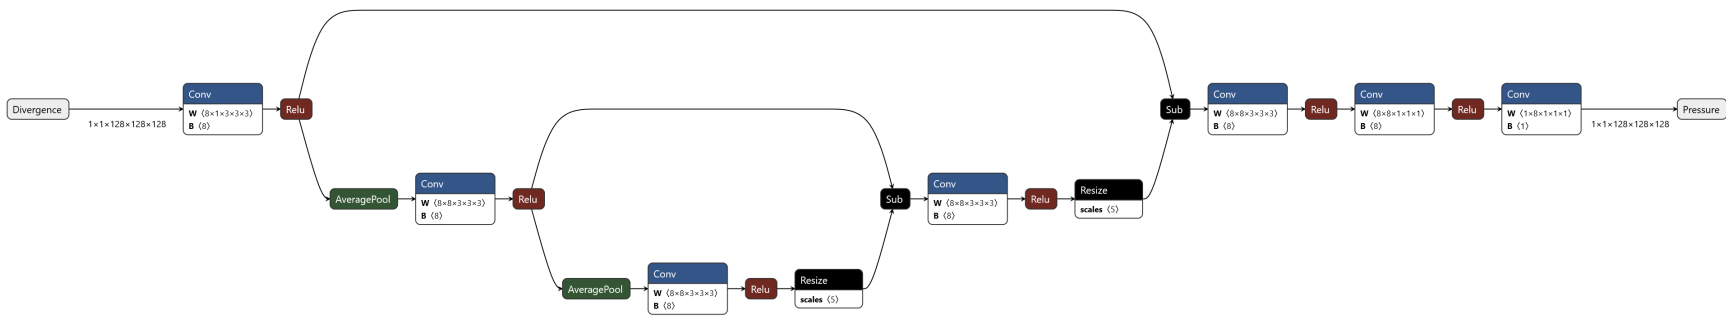 Divergence
1×1×128×128×128
Conv
W ⟨8×1×3×3×3⟩
B ⟨8⟩
Relu
AveragePool
Conv
W ⟨8×8×3×3×3⟩
B ⟨8⟩
Relu
AveragePool
Conv
W ⟨8×8×3×3×3⟩
B ⟨8⟩
Relu
Resize
scales ⟨5⟩
Sub
Conv
W ⟨8×8×3×3×3⟩
B ⟨8⟩
Relu
Resize
scales ⟨5⟩
Sub
Conv
W ⟨8×8×3×3×3⟩
B ⟨8⟩
Relu
Conv
W ⟨8×8×1×1×1⟩
B ⟨8⟩
Relu
Conv
W ⟨1×8×1×1×1⟩
B ⟨1⟩
1×1×128×128×128
Pressure